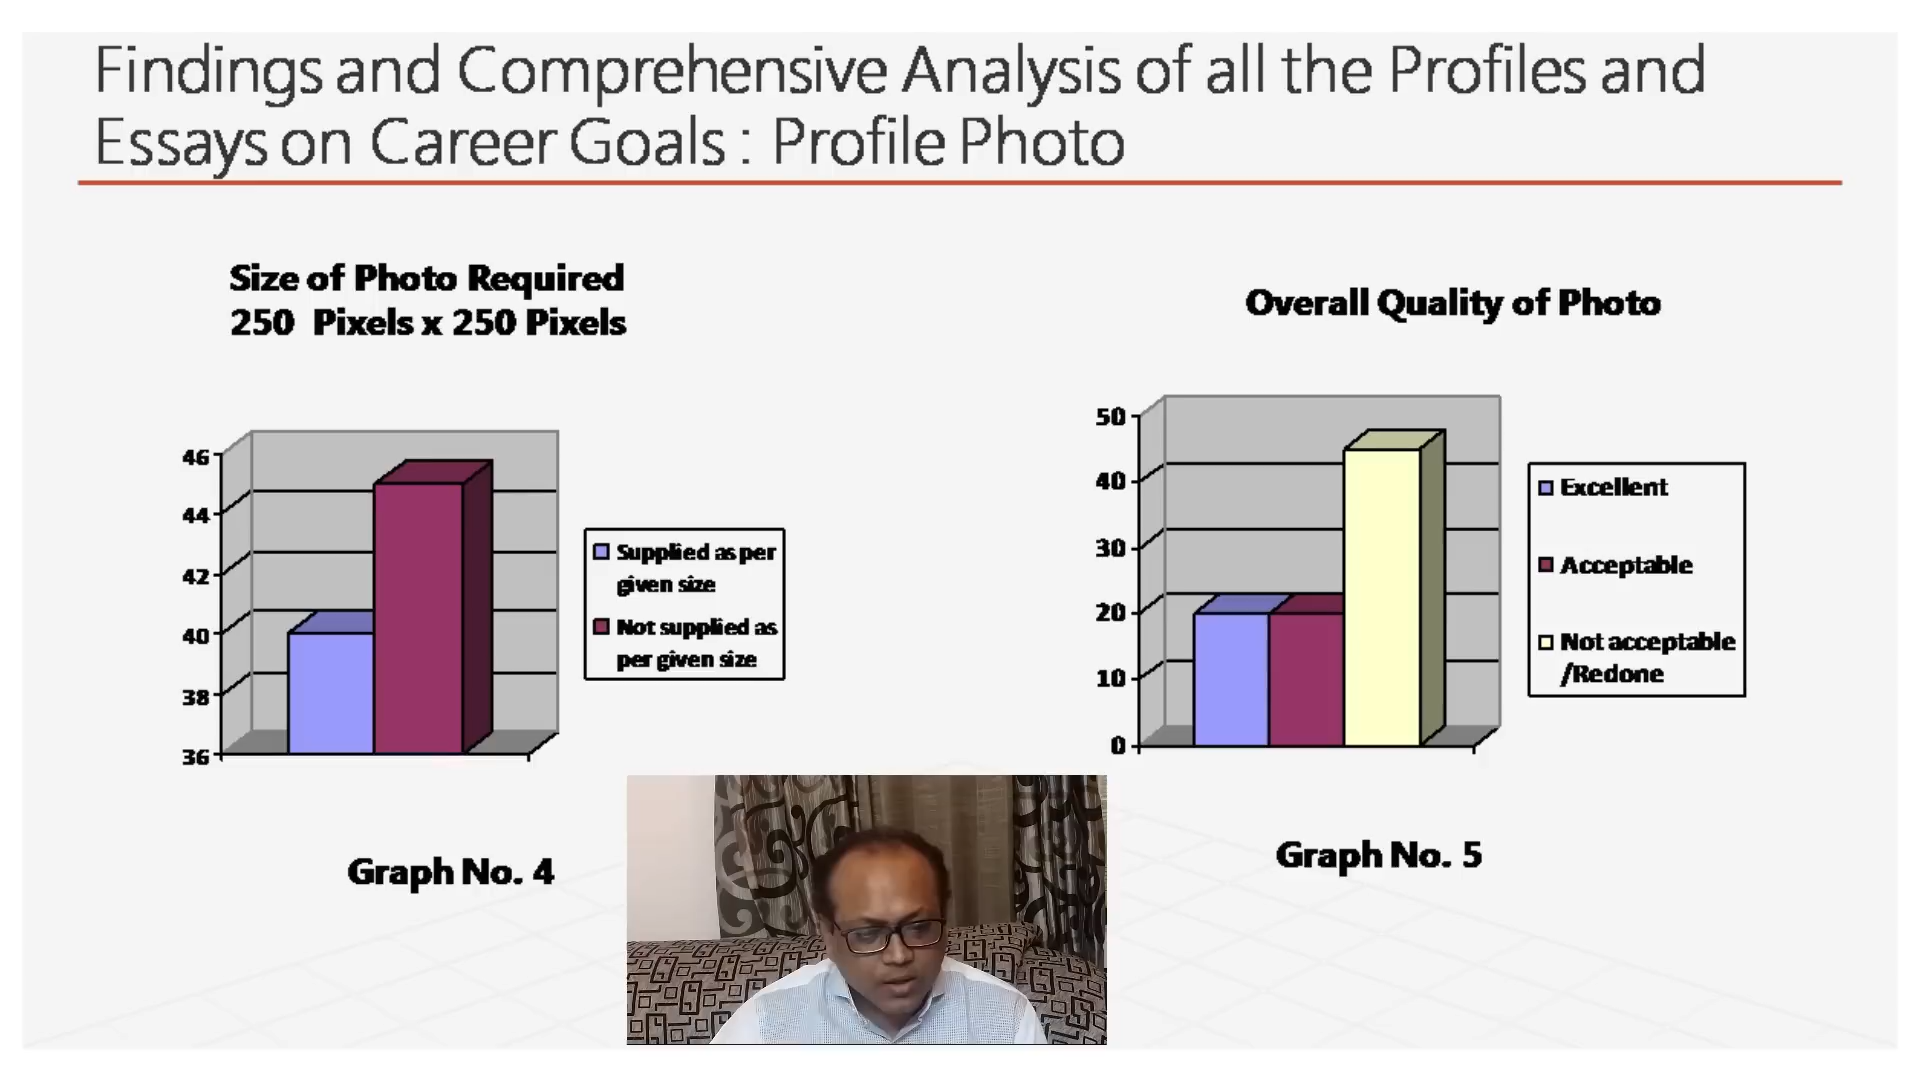 Findings and Comprehensive Analysis of all the Profiles and
Essays on Career Goals : Profile Photo
Size of Photo Required
250 Pixels x 250 Pixels
46
44
42
40
38
36
Supplied as per
given size
Not supplied as
per given size
Graph No. 4
Overall Quality of Photo
50
40
30
20
10
0
Excellent
Acceptable
Not acceptable
/Redone
Graph No. 5